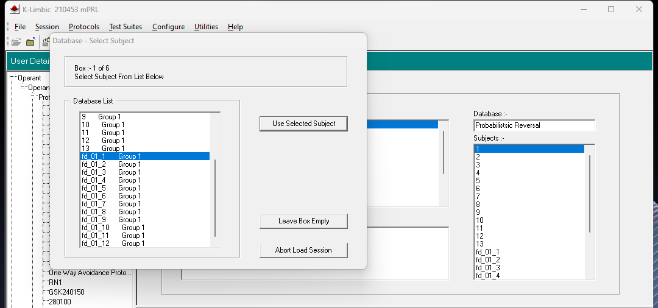 K-Limbic 210453 mPRL
File Session Protocols Test Suites Configure Utilities Help
User Detai
Database - Select Subject
Box :- 1 of 6
Select Subject From List Below
Database List
9 Group 1
10 Group 1
11 Group 1
12 Group 1
13 Group 1
fd_01_1 Group 1
fd_01_2 Group 1
fd_01_3 Group 1
fd_01_4 Group 1
fd_01_5 Group 1
fd_01_6 Group 1
fd_01_7 Group 1
fd_01_8 Group 1
fd_01_9 Group 1
fd_01_10 Group 1
fd_01_11 Group 1
fd_01_12 Group 1
Use Selected Subject
Leave Box Empty
Abort Load Session
Operant
Operan
Prot
One Way Avoidance Proto...
RN1
GSK240150
280100
Database :-
Probabilitsic Reversal
Subjects :-
1
2
3
4
5
6
7
8
9
10
11
12
13
fd_01_1
fd_01_2
fd_01_3
fd_01_4